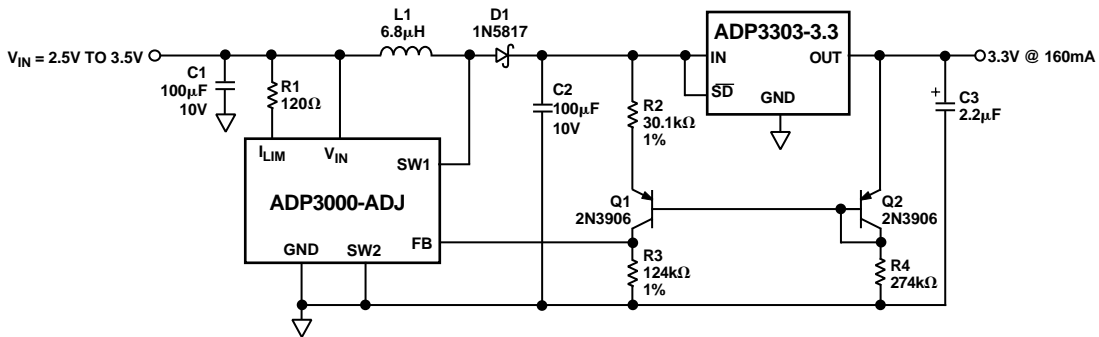 L1
6.8µH
D1
1N5817
ADP3303-3.3
VIN = 2.5V TO 3.5V
IN
OUT
3.3V @ 160mA
C1
100µF
10V
R1
120Ω
C2
100µF
10V
R2
30.1kΩ
1%
SD
GND
+
C3
2.2µF
ILIM
VIN
SW1
ADP3000-ADJ
Q1
2N3906
Q2
2N3906
FB
GND
SW2
R3
124kΩ
1%
R4
274kΩ